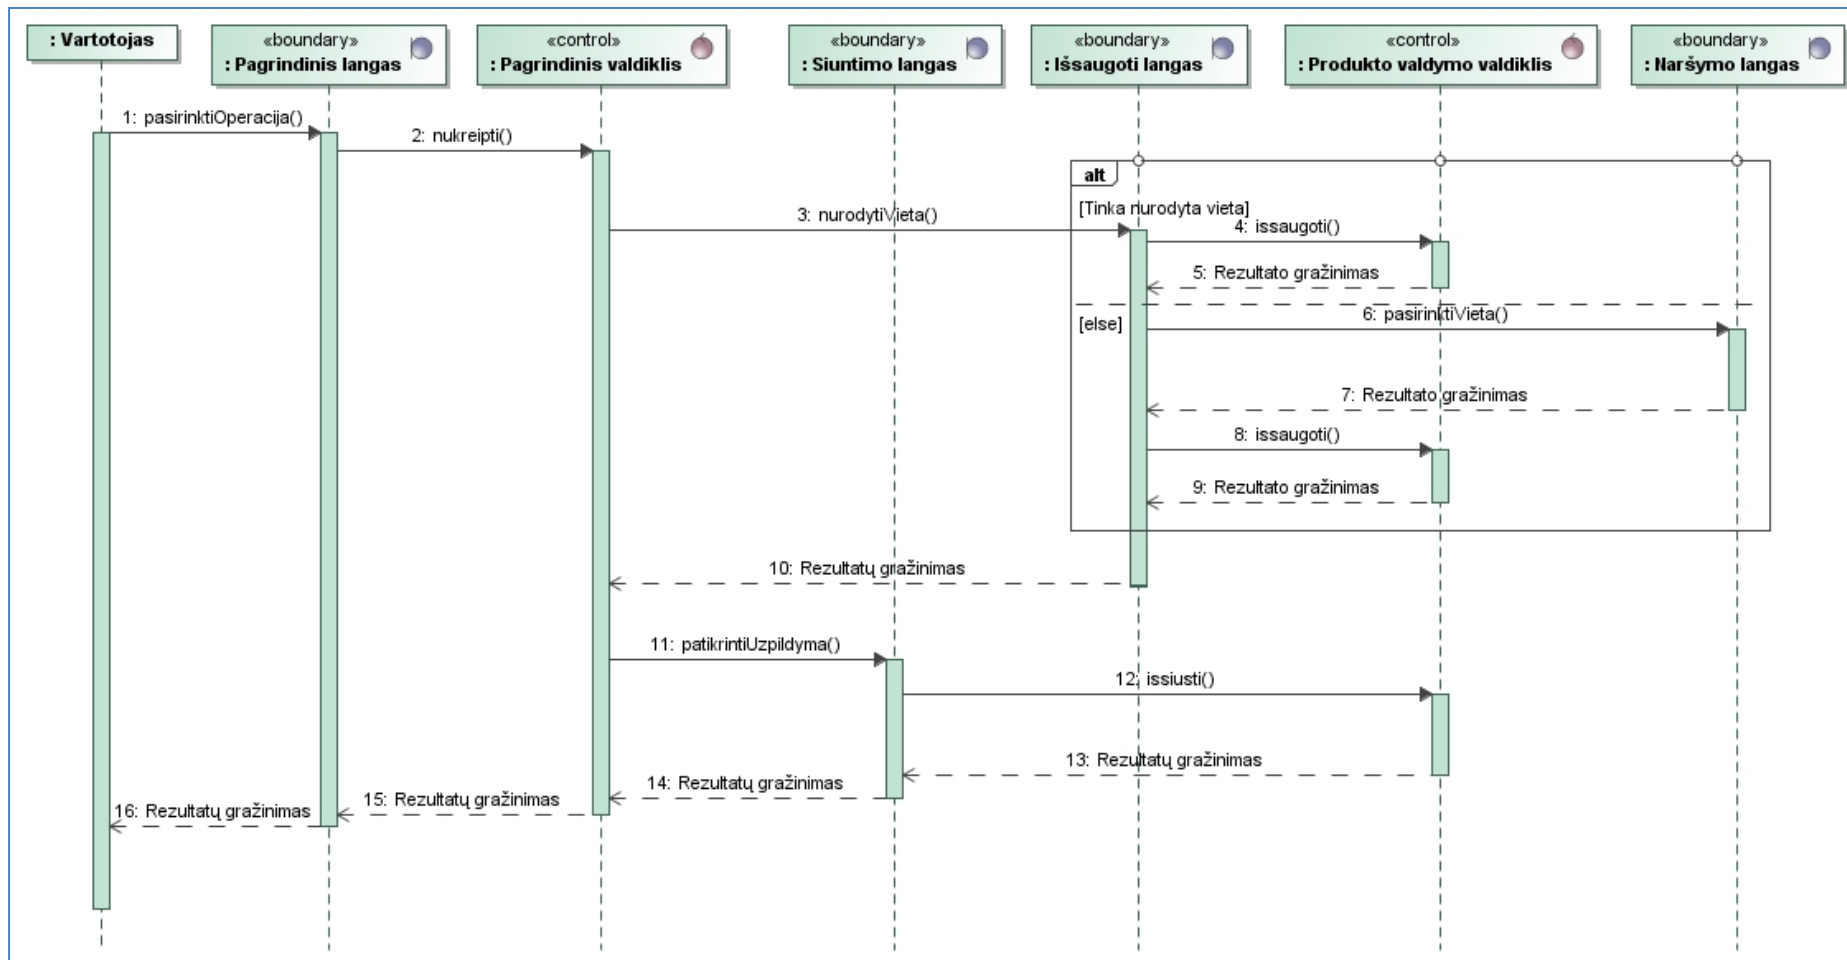 : Vartotojas
«boundary»
: Pagrindinis langas
«control»
: Pagrindinis valdiklis
«boundary»
: Siuntimo langas
«boundary»
: Išsaugoti langas
«control»
: Produkto valdymo valdiklis
«boundary»
: Naršymo langas
1: pasirinktiOperacija()
2: nukreipti()
alt
[Tinka nurodyta vieta]
3: nurodytiVieta()
4: issaugoti()
5: Rezultato gražinimas
[else]
6: pasirinktiVieta()
7: Rezultato gražinimas
8: issaugoti()
9: Rezultato gražinimas
10: Rezultatų gražinimas
11: patikrintiUzpildyma()
12: issiusti()
13: Rezultatų gražinimas
14: Rezultatų gražinimas
15: Rezultatų gražinimas
16: Rezultatų gražinimas